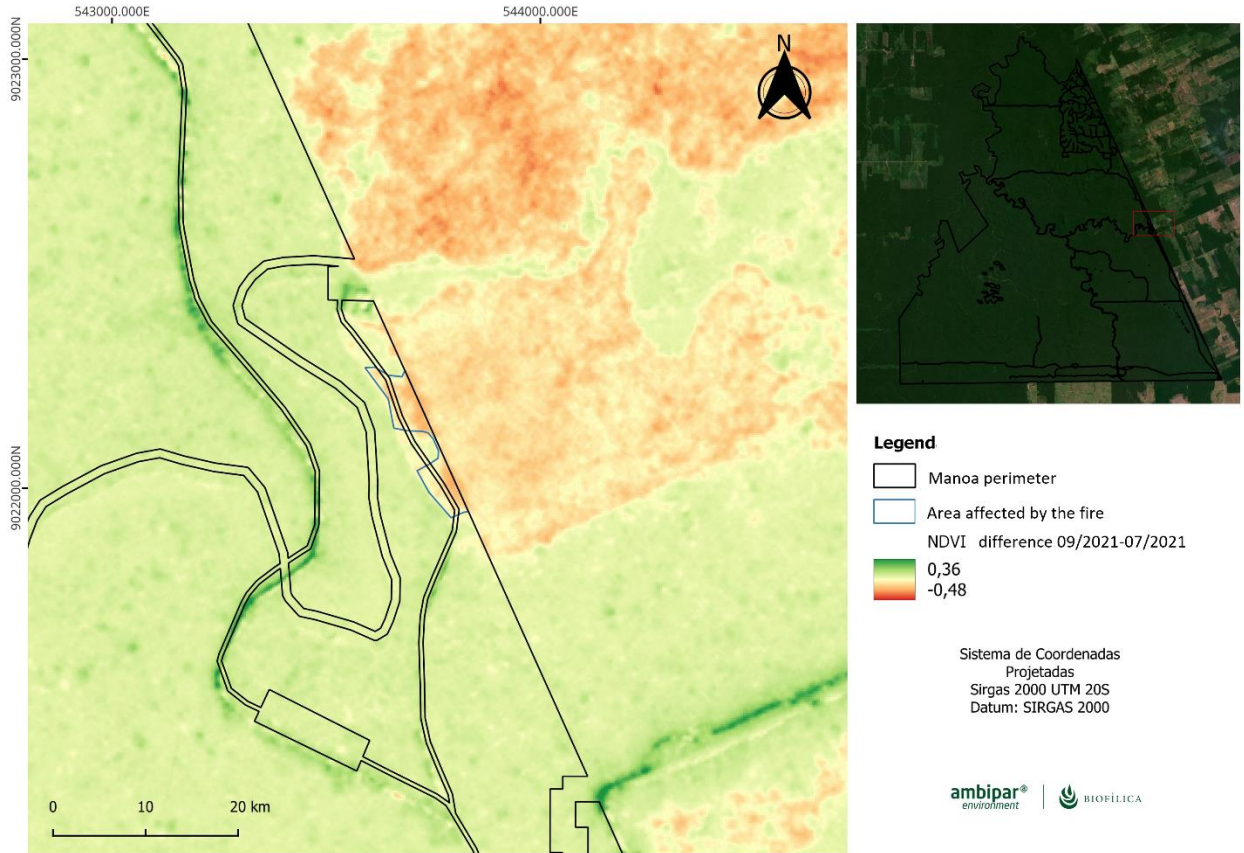 543000.000E
544000.000E
9023000.000N
9022000.000N
N
0 10 20 km
Legend
Manoa perimeter
Area affected by the fire
NDVI difference 09/2021-07/2021
0,36
-0,48
Sistema de Coordenadas
Projetadas
Sirgas 2000 UTM 20S
Datum: SIRGAS 2000
ambipar®
environment
BIOFÍLICA